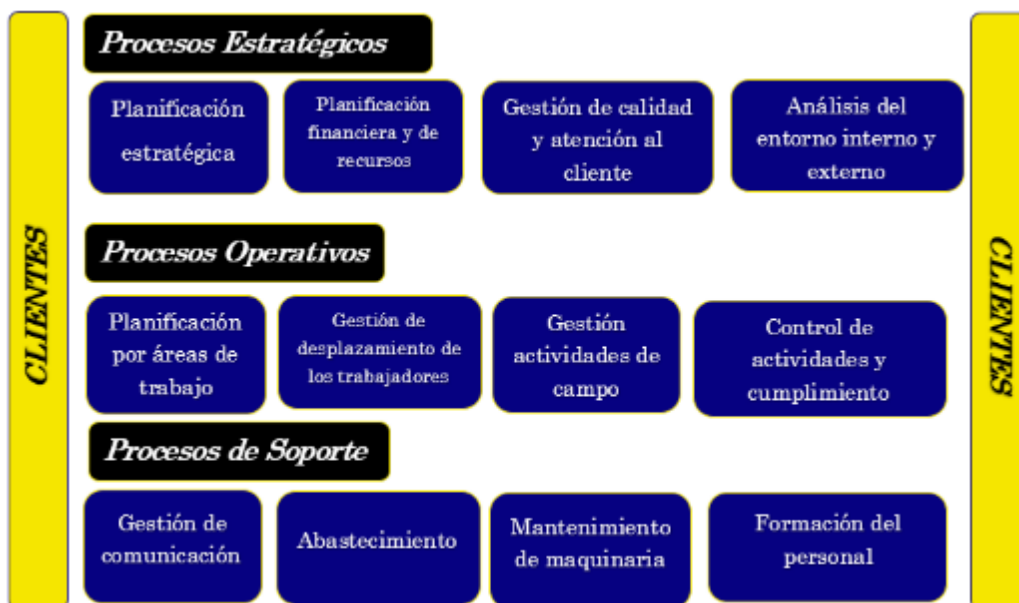 CLIENTES
Procesos Estratégicos
Planificación
estratégica
Planificación
financiera y de
recursos
Gestión de calidad
y atención al
cliente
Análisis del
entorno interno y
externo
Procesos Operativos
Planificación
por áreas de
trabajo
Gestión de
desplazamiento de
los trabajadores
Gestión
actividades de
campo
Control de
actividades y
cumplimiento
Procesos de Soporte
Gestión de
comunicación
Abastecimiento
Mantenimiento
de maquinaria
Formación del
personal
CLIENTES